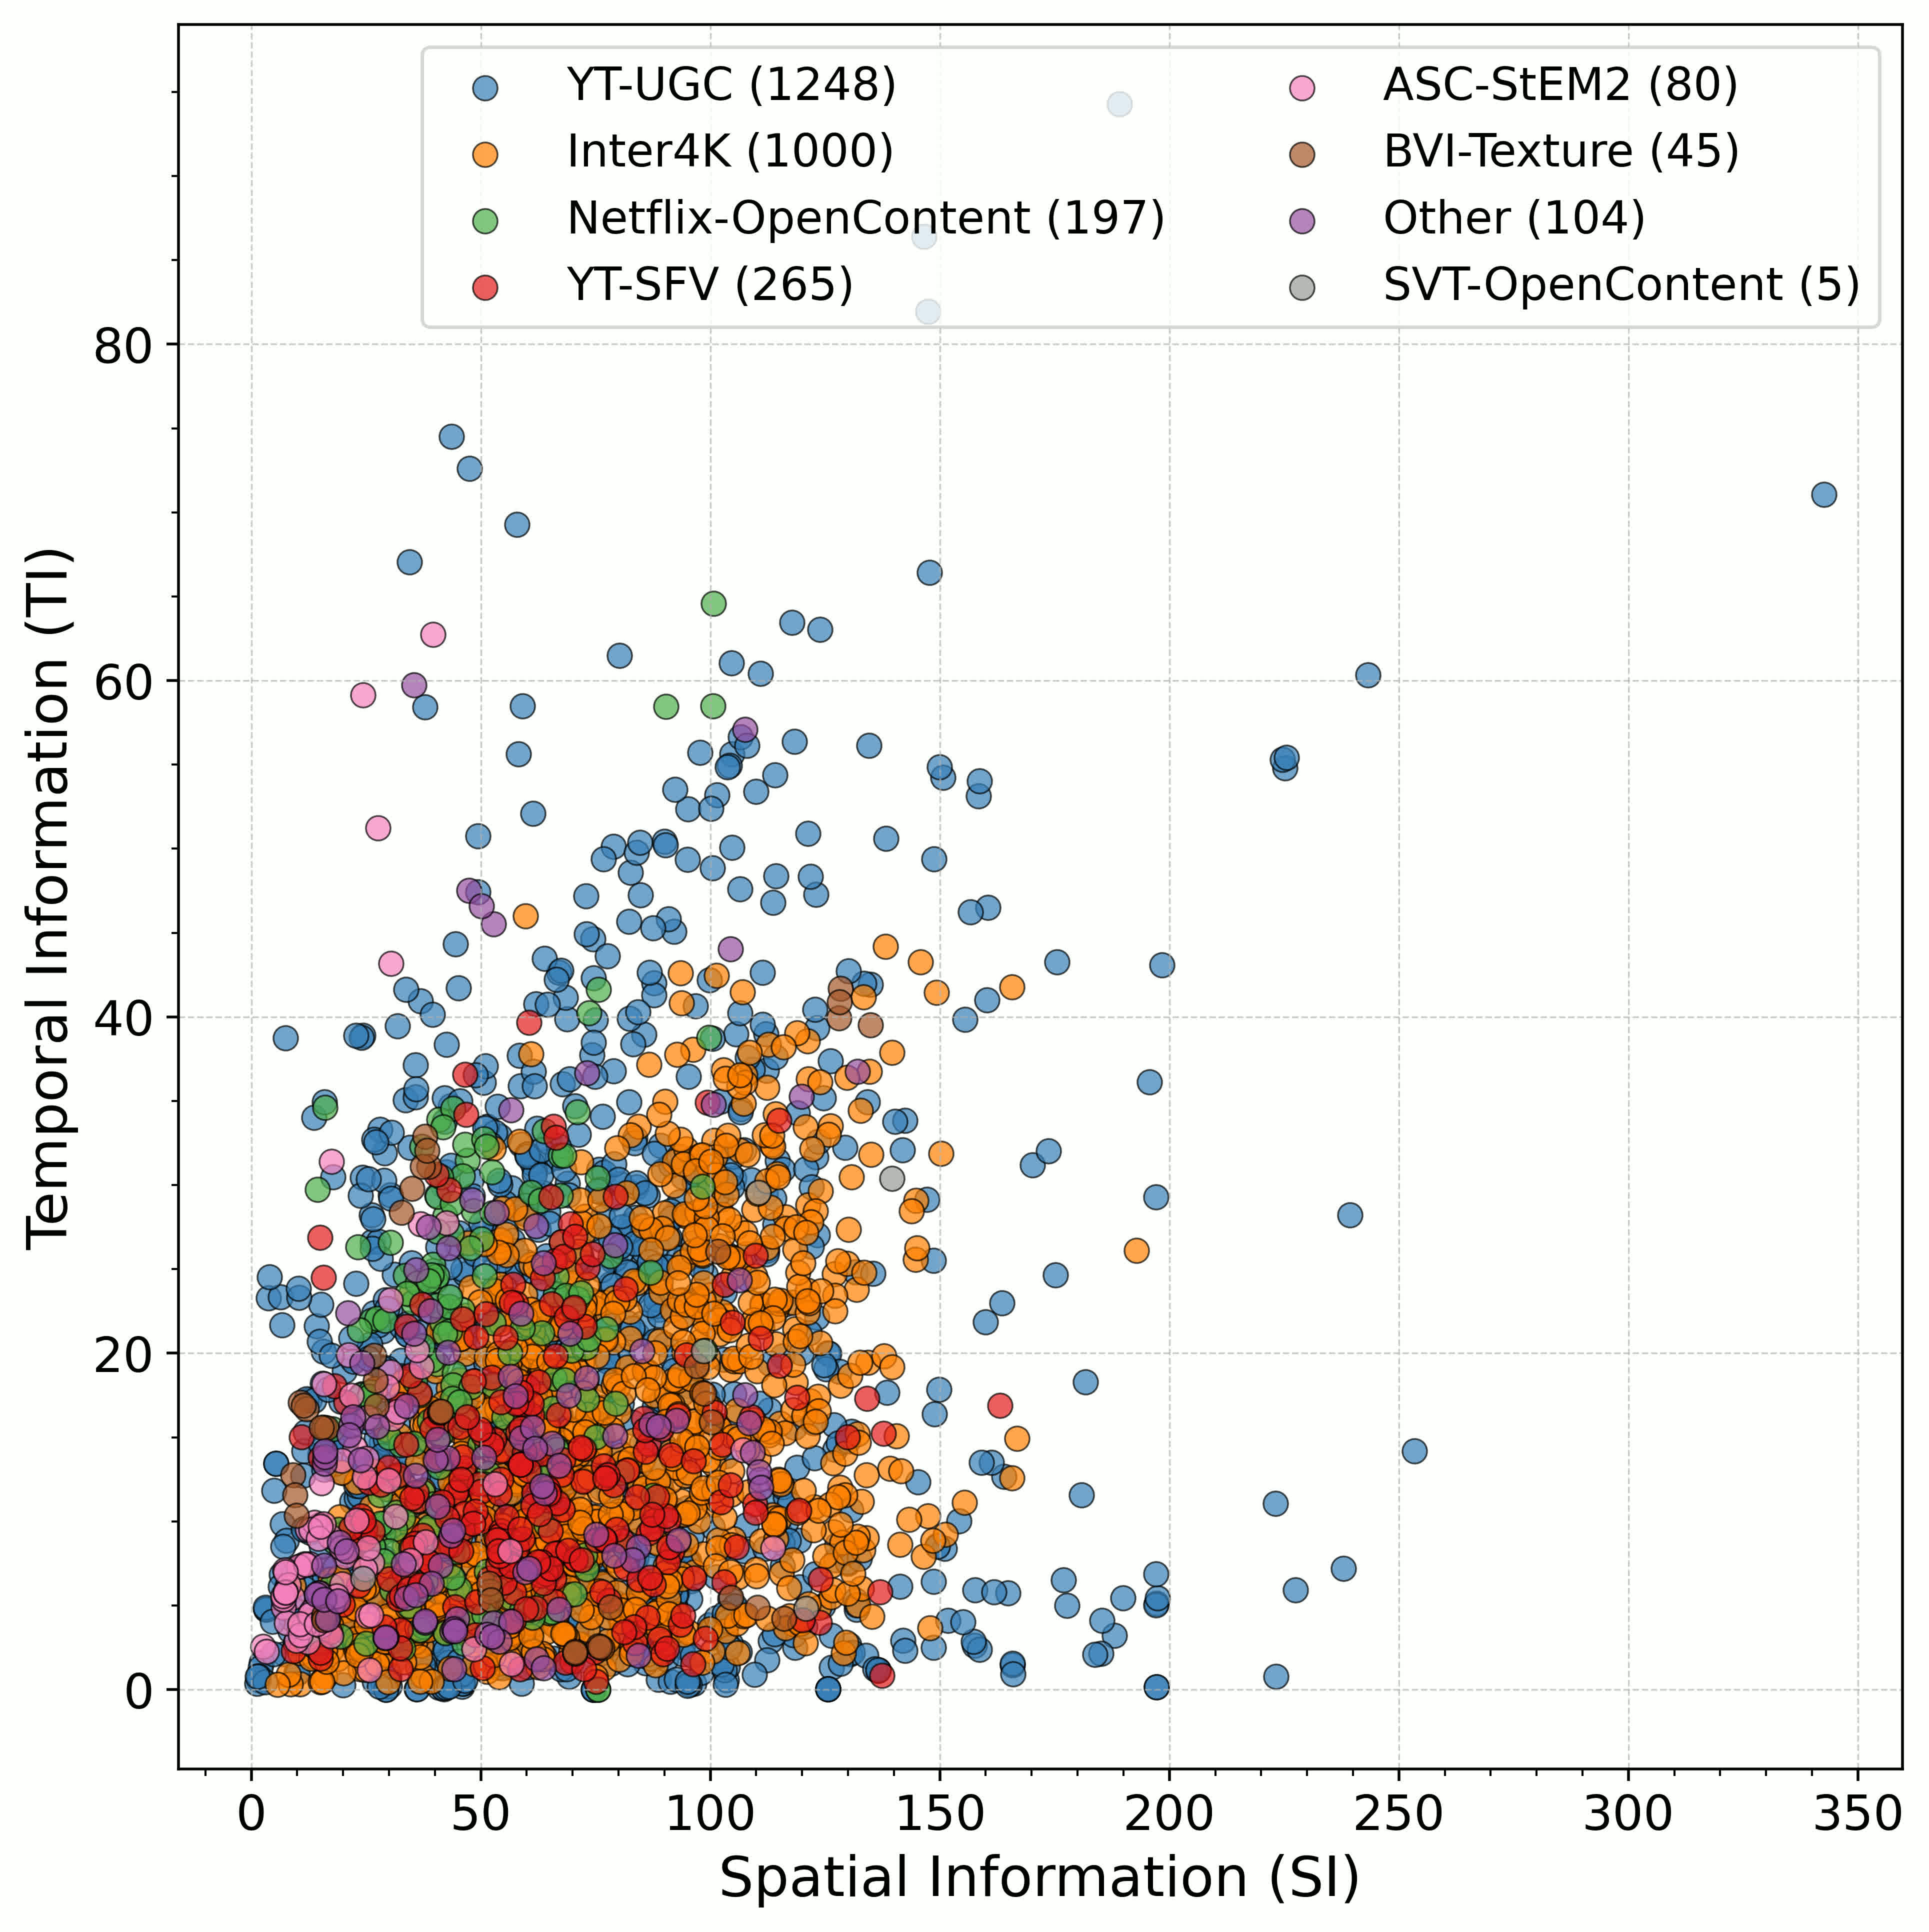 YT-UGC (1248)
Inter4K (1000)
Netflix-OpenContent (197)
YT-SFV (265)
ASC-StEM2 (80)
BVI-Texture (45)
Other (104)
SVT-OpenContent (5)
Temporal Information (TI)
80
60
40
20
0
0 50 100 150 200 250 300 350
Spatial Information (SI)